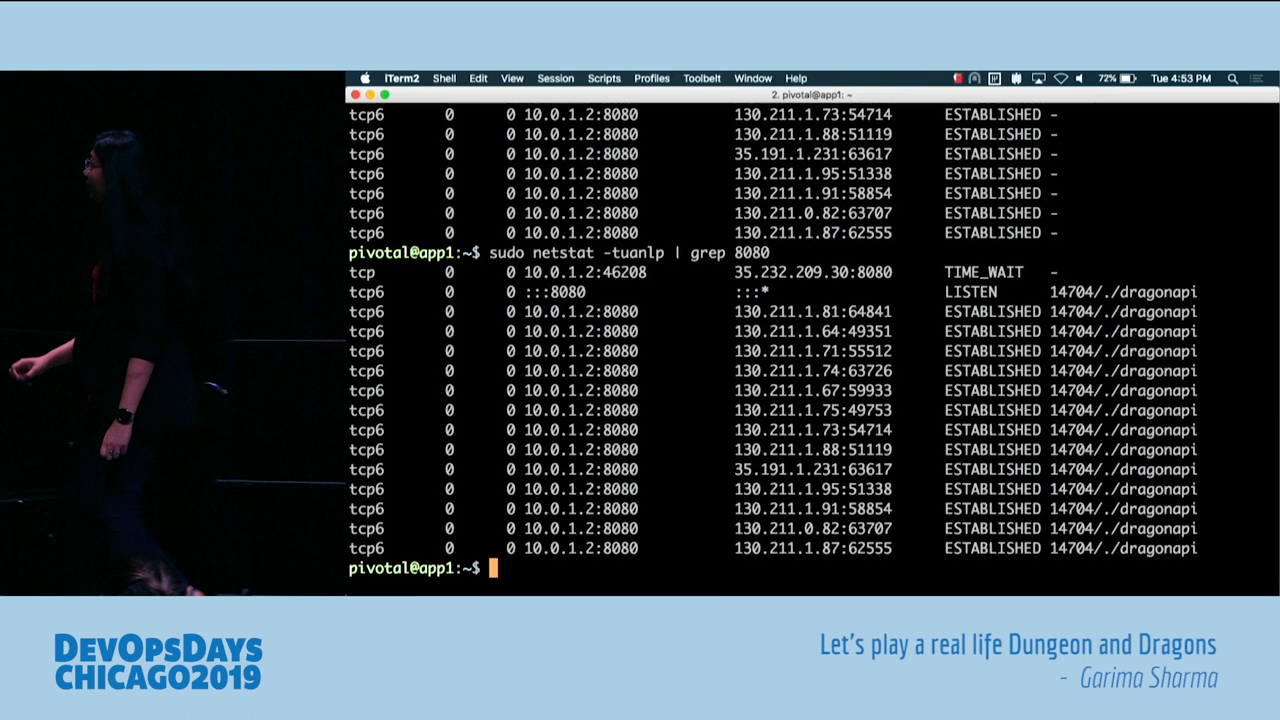 iTerm2 Shell Edit View Session Scripts Profiles Toolbelt Window Help 72% Tue 4:53 PM
2. pivotal@app1: ~
tcp6 0 0 10.0.1.2:8080 130.211.1.73:54714 ESTABLISHED -
tcp6 0 0 10.0.1.2:8080 130.211.1.88:51119 ESTABLISHED -
tcp6 0 0 10.0.1.2:8080 35.191.1.231:63617 ESTABLISHED -
tcp6 0 0 10.0.1.2:8080 130.211.1.95:51338 ESTABLISHED -
tcp6 0 0 10.0.1.2:8080 130.211.1.91:58854 ESTABLISHED -
tcp6 0 0 10.0.1.2:8080 130.211.0.82:63707 ESTABLISHED -
tcp6 0 0 10.0.1.2:8080 130.211.1.87:62555 ESTABLISHED -
pivotal@app1:~$ sudo netstat -tuanlp | grep 8080
tcp 0 0 10.0.1.2:46208 35.232.209.30:8080 TIME_WAIT -
tcp6 0 0 :::8080 :::* LISTEN 14704/./dragonapi
tcp6 0 0 10.0.1.2:8080 130.211.1.81:64841 ESTABLISHED 14704/./dragonapi
tcp6 0 0 10.0.1.2:8080 130.211.1.64:49351 ESTABLISHED 14704/./dragonapi
tcp6 0 0 10.0.1.2:8080 130.211.1.71:55512 ESTABLISHED 14704/./dragonapi
tcp6 0 0 10.0.1.2:8080 130.211.1.74:63726 ESTABLISHED 14704/./dragonapi
tcp6 0 0 10.0.1.2:8080 130.211.1.67:59933 ESTABLISHED 14704/./dragonapi
tcp6 0 0 10.0.1.2:8080 130.211.1.75:49753 ESTABLISHED 14704/./dragonapi
tcp6 0 0 10.0.1.2:8080 130.211.1.73:54714 ESTABLISHED 14704/./dragonapi
tcp6 0 0 10.0.1.2:8080 130.211.1.88:51119 ESTABLISHED 14704/./dragonapi
tcp6 0 0 10.0.1.2:8080 35.191.1.231:63617 ESTABLISHED 14704/./dragonapi
tcp6 0 0 10.0.1.2:8080 130.211.1.95:51338 ESTABLISHED 14704/./dragonapi
tcp6 0 0 10.0.1.2:8080 130.211.1.91:58854 ESTABLISHED 14704/./dragonapi
tcp6 0 0 10.0.1.2:8080 130.211.0.82:63707 ESTABLISHED 14704/./dragonapi
tcp6 0 0 10.0.1.2:8080 130.211.1.87:62555 ESTABLISHED 14704/./dragonapi
pivotal@app1:~$
DEVOPSDAYS
CHICAGO2019
Let's play a real life Dungeon and Dragons
- Garima Sharma